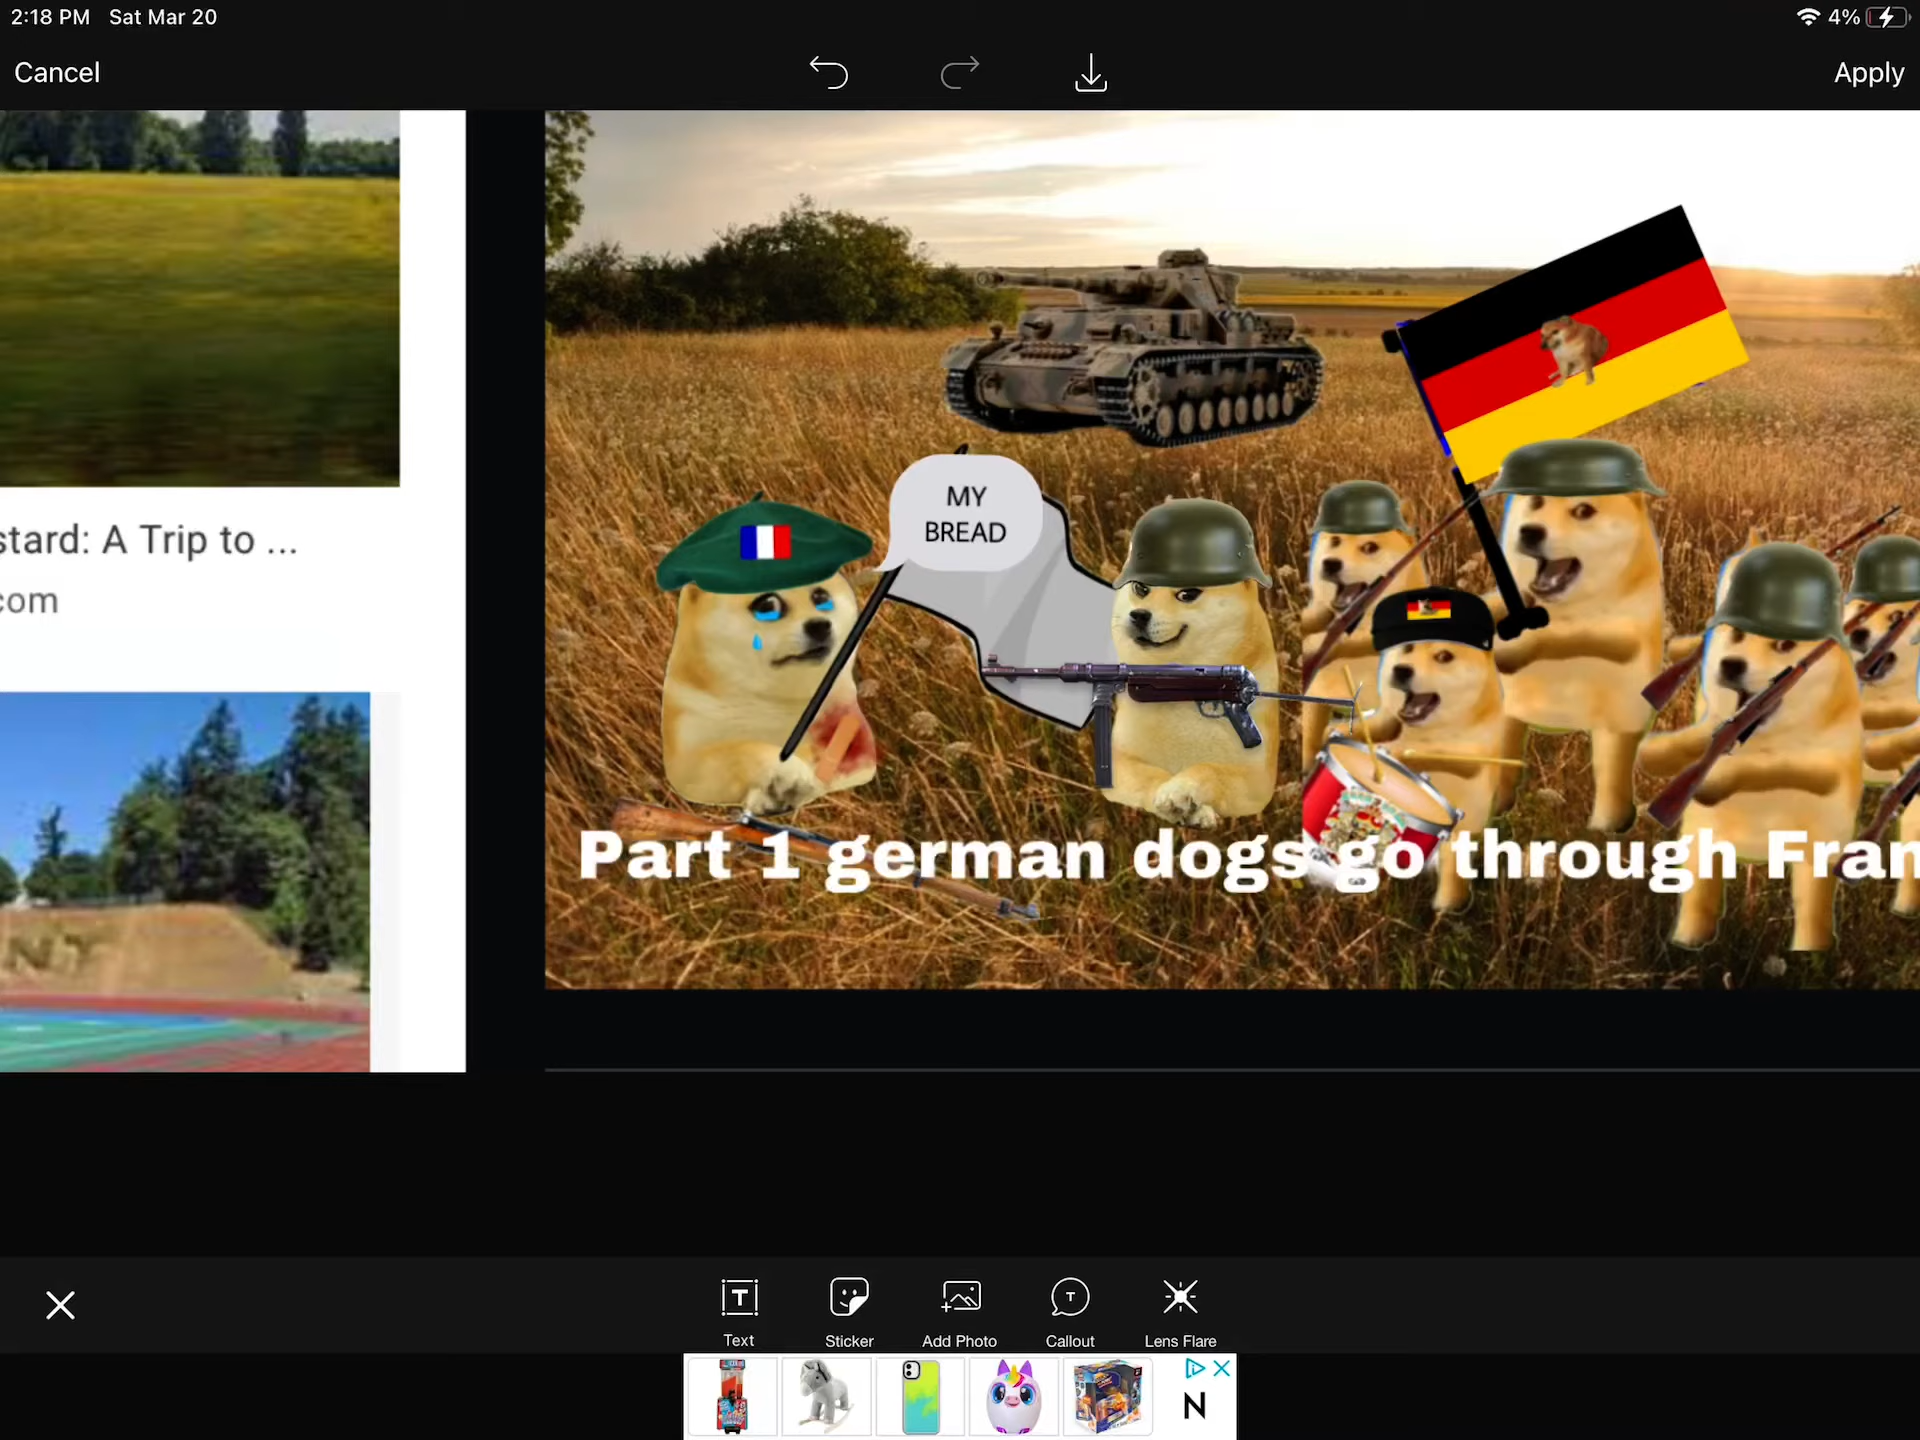 2:18 PM Sat Mar 20
4%
Cancel
Apply
MY
BREAD
stard: A Trip to ...
com
Part 1 german dogs go through Fran
T
T
Text
Sticker
Add Photo
Callout
Lens Flare
N